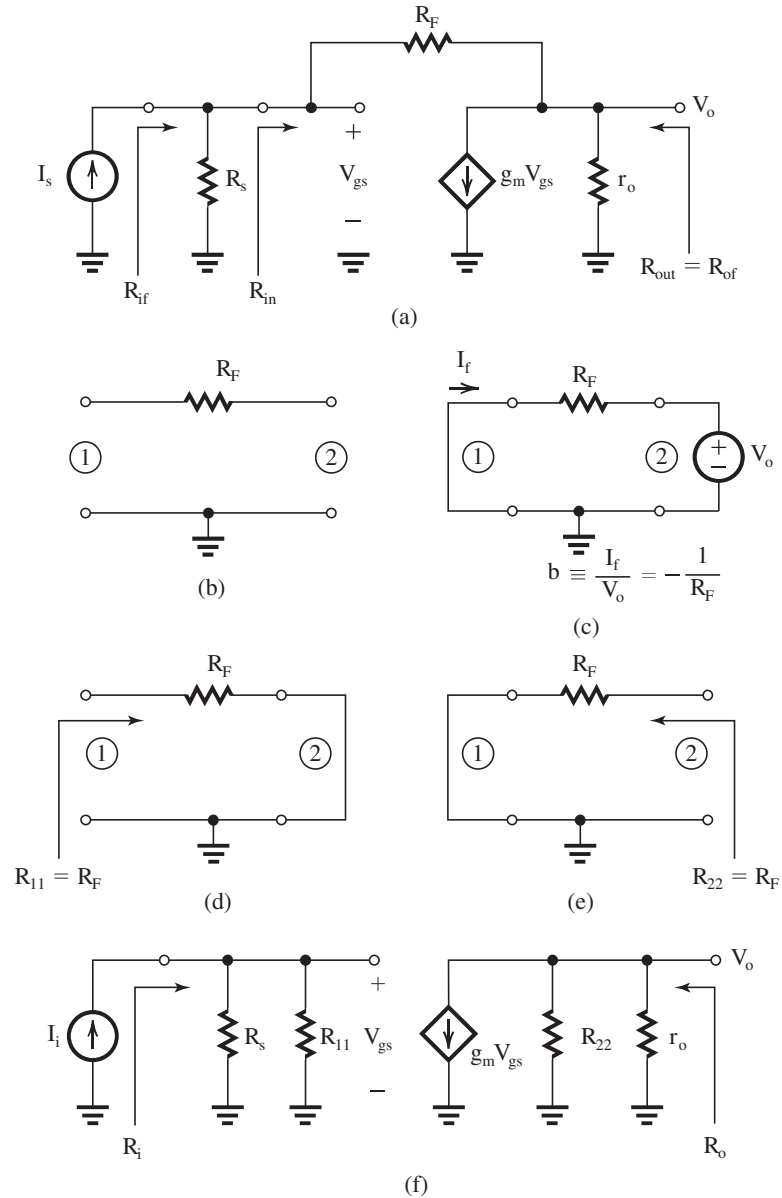 R_F
V_o
I_s
R_s
+
V_gs
−
g_mV_gs
r_o
R_if
R_in
R_out = R_of
(a)
R_F
1
2
(b)
I_f
R_F
1
2
+
−
V_o
b ≡ I_f/V_o = − 1/R_F
(c)
R_F
1
2
R_11 = R_F
(d)
R_F
1
2
R_22 = R_F
(e)
V_o
+
I_i
R_s
R_11
V_gs
−
g_mV_gs
R_22
r_o
R_i
R_o
(f)